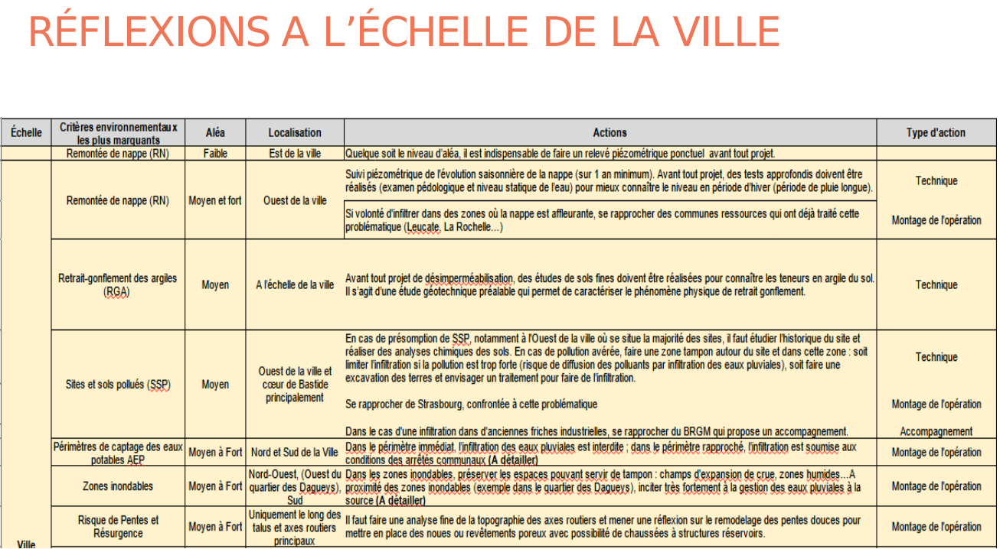 RÉFLEXIONS A L’ÉCHELLE DE LA VILLE
Échelle
Critères environnementaux
les plus marquants
Aléa
Localisation
Actions
Type d'action
Remontée de nappe (RN)
Faible
Est de la ville
Quelque soit le niveau d'aléa, il est indispensable de faire un relevé piézométrique ponctuel avant tout projet.
Remontée de nappe (RN)
Moyen et fort
Ouest de la ville
Suivi piézométrique de l'évolution saisonnière de la nappe (sur 1 an minimum). Avant tout projet, des tests approfondis doivent être
réalisés (examen pédologique et niveau statique de l'eau) pour mieux connaître le niveau en période d'hiver (période de pluie longue).
Technique
Si volonté d'infiltrer dans des zones où la nappe est affleurante, se rapprocher des communes ressources qui ont déjà traité cette
problématique (Leucate, La Rochelle…)
Montage de l'opération
Retrait-gonflement des argiles
(RGA)
Moyen
A l'échelle de la ville
Avant tout projet de désimperméabilisation, des études de sols fines doivent être réalisées pour connaître les teneurs en argile du sol.
Il s'agit d'une étude géotechnique préalable qui permet de caractériser le phénomène physique de retrait gonflement.
Technique
Sites et sols pollués (SSP)
Moyen
Ouest de la ville et
cœur de Bastide
principalement
En cas de présomption de SSP, notamment à l'Ouest de la ville où se situe la majorité des sites, il faut étudier l'historique du site et
réaliser des analyses chimiques des sols. En cas de pollution avérée, faire une zone tampon autour du site et dans cette zone : soit
limiter l'infiltration si la pollution est trop forte (risque de diffusion des polluants par infiltration des eaux pluviales), soit faire une
excavation des terres et envisager un traitement pour faire de l'infiltration.
Technique
Se rapprocher de Strasbourg, confrontée à cette problématique
Montage de l'opération
Dans le cas d'une infiltration dans d'anciennes friches industrielles, se rapprocher du BRGM qui propose un accompagnement.
Accompagnement
Périmètres de captage des eaux
potables AEP
Moyen à Fort
Nord et Sud de la Ville
Dans le périmètre immédiat, l'infiltration des eaux pluviales est interdite ; dans le périmètre rapproché, l'infiltration est soumise aux
conditions des arrêtés communaux (A détailler)
Montage de l'opération
Zones inondables
Moyen à Fort
Nord-Ouest, (Ouest du
quartier des Dagueys),
Sud
Dans les zones inondables, préserver les espaces pouvant servir de tampon : champs d'expansion de crue, zones humides…A
proximité des zones inondables (exemple dans le quartier des Dagueys), inciter très fortement à la gestion des eaux pluviales à la
source (A détailler)
Montage de l'opération
Risque de Pentes et
Résurgence
Moyen à Fort
Uniquement le long des
talus et axes routiers
principaux
Il faut faire une analyse fine de la topographie des axes routiers et mener une réflexion sur le remodelage des pentes douces pour
mettre en place des noues ou revêtements poreux avec possibilité de chaussées à structures réservoirs.
Montage de l'opération
Ville